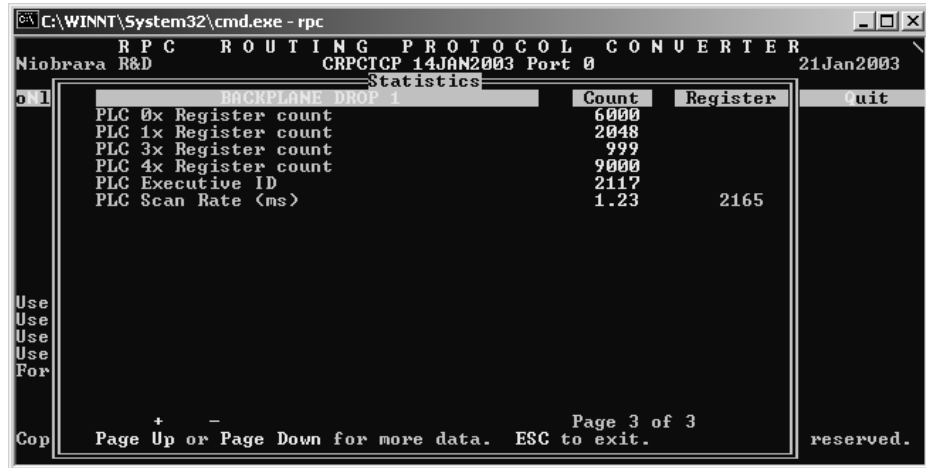 C:\WINNT\System32\cmd.exe - rpc
R P C R O U T I N G P R O T O C O L C O N V E R T E R \
Niobrara R&D CRPCTCP 14JAN2003 Port 0 21Jan2003
Statistics
oNl BACKPLANE DROP 1 Count Register Quit
PLC 0x Register count 6000
PLC 1x Register count 2048
PLC 3x Register count 999
PLC 4x Register count 9000
PLC Executive ID 2117
PLC Scan Rate (ms) 1.23 2165
Use
Use
Use
Use
For
+ - Page 3 of 3
Cop Page Up or Page Down for more data. ESC to exit. reserved.